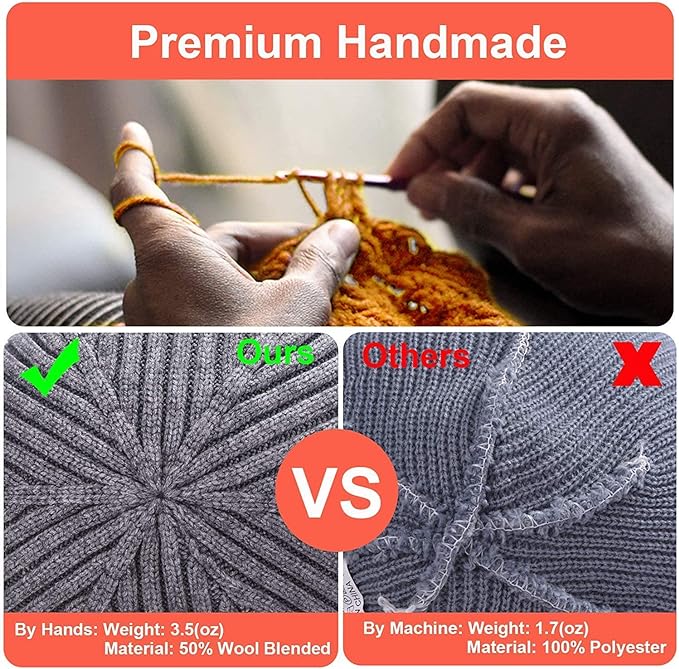 Premium Handmade
Ours
Others
VS
CHINA
By Hands: Weight: 3.5(oz)
Material: 50% Wool Blended
By Machine: Weight: 1.7(oz)
Material: 100% Polyester